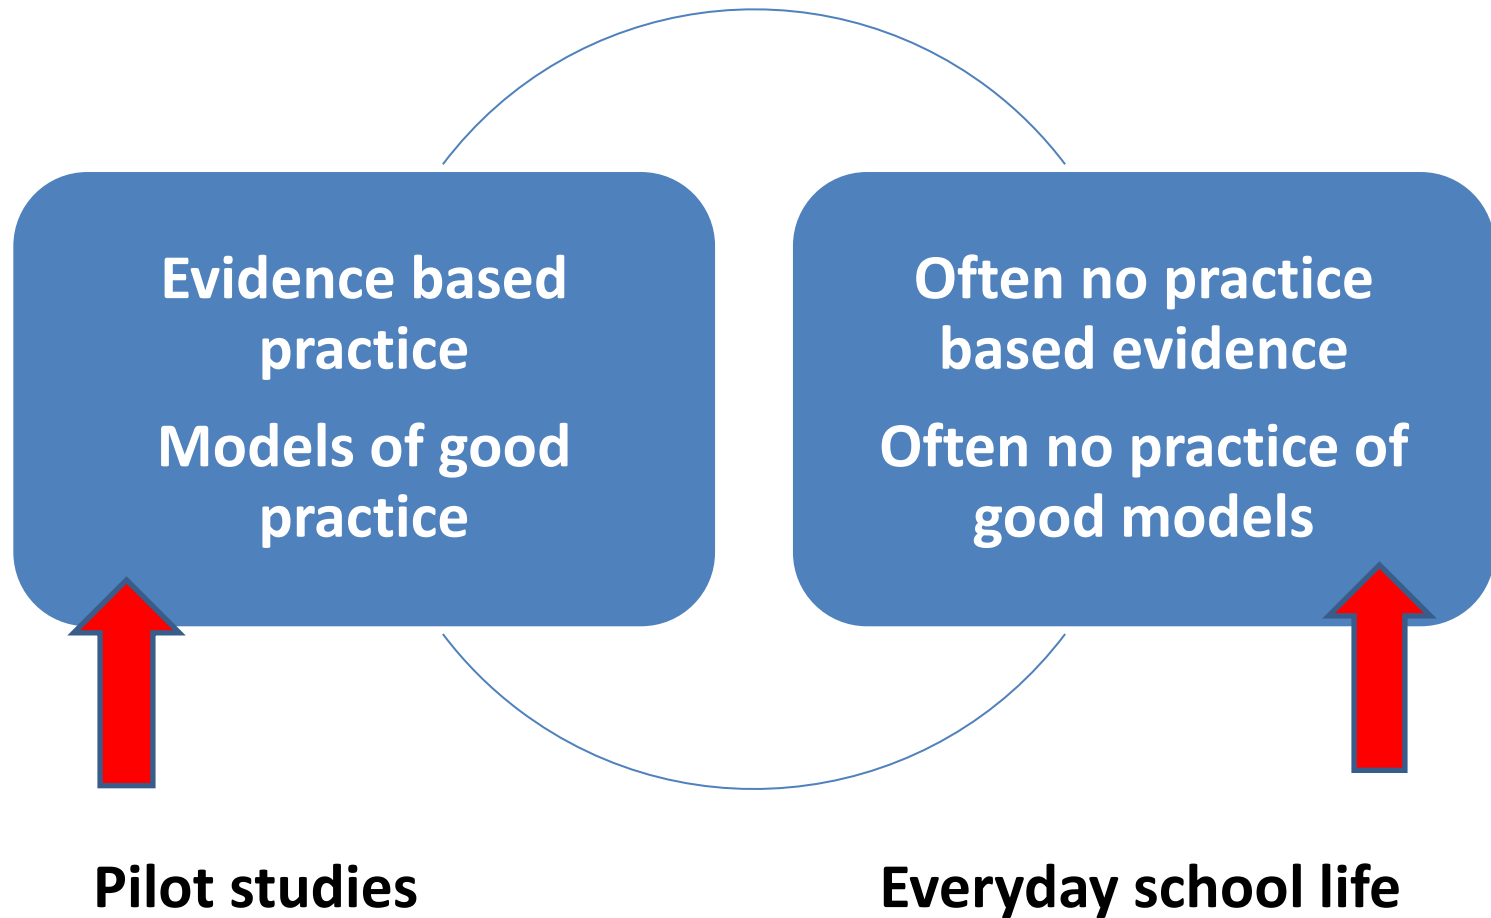 Evidence based
practice
Models of good
practice
Often no practice
based evidence
Often no practice of
good models
Pilot studies
Everyday school life